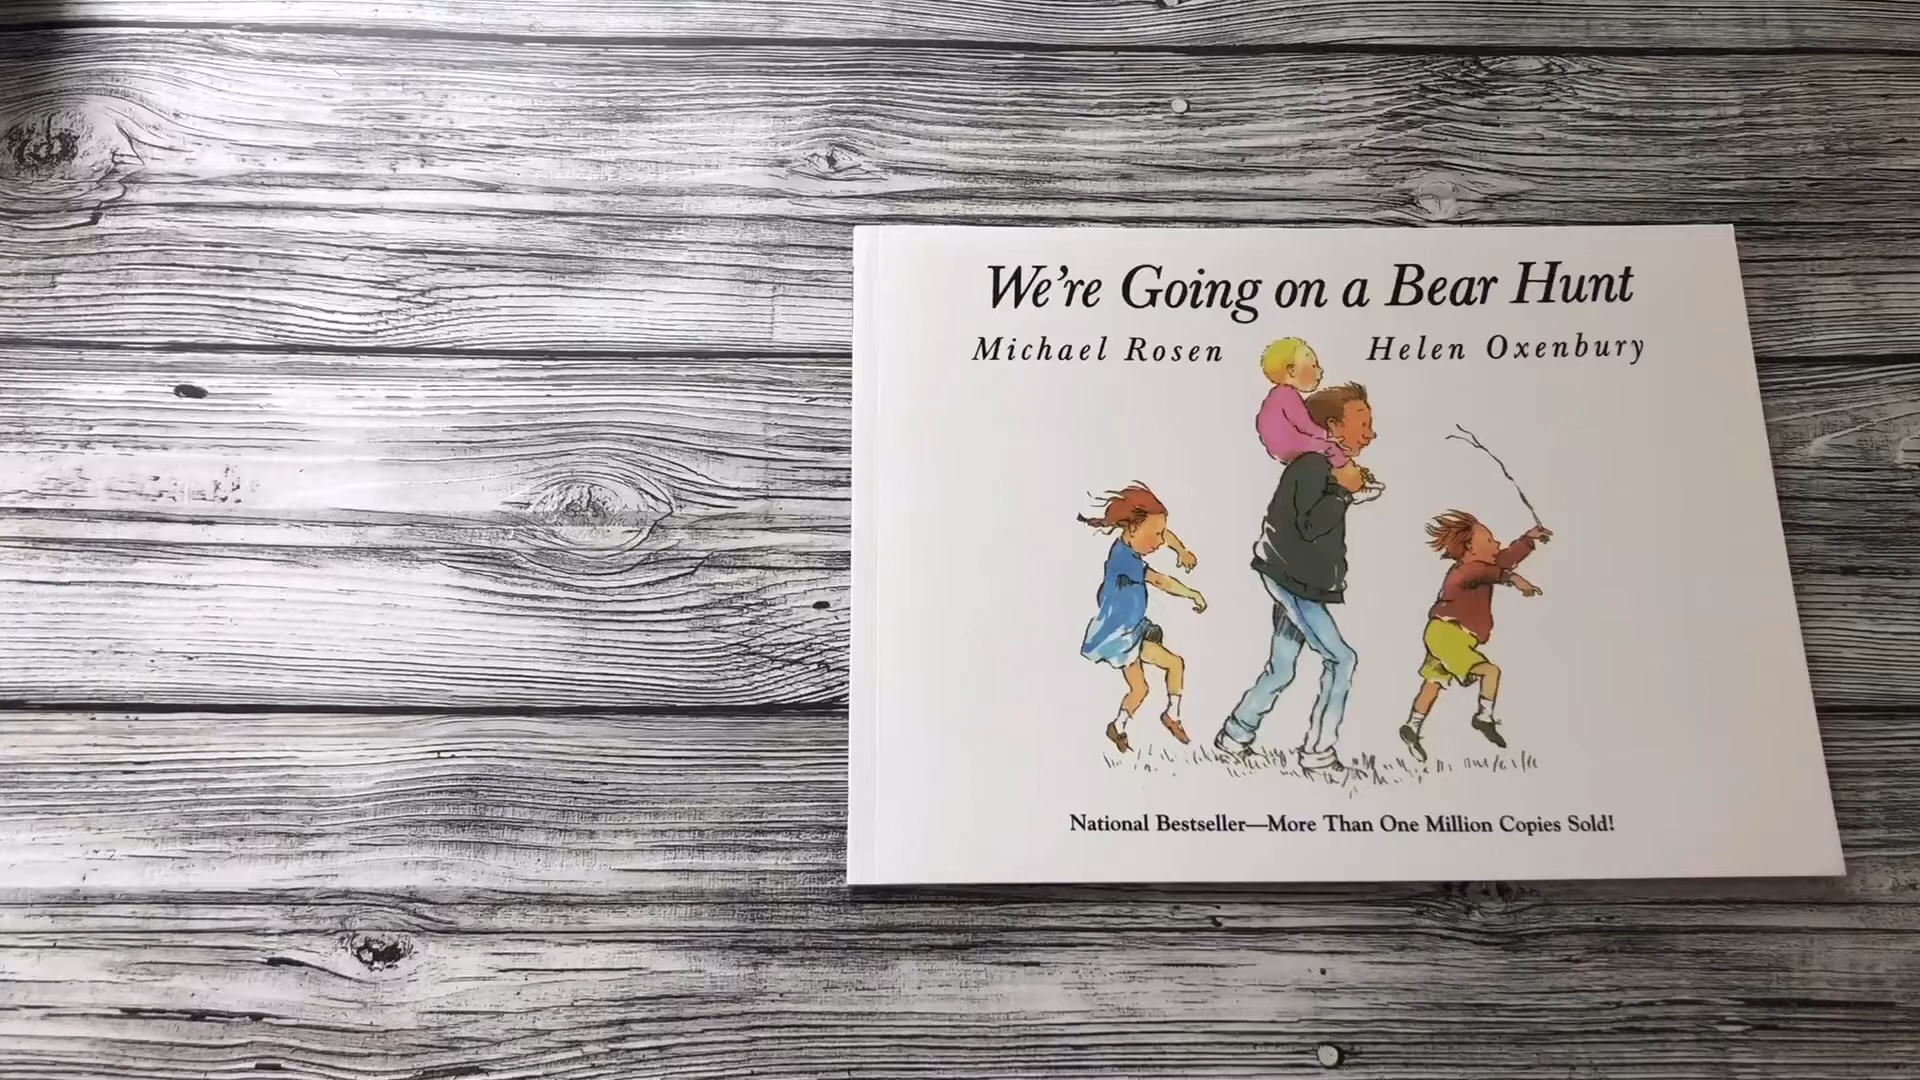 We're Going on a Bear Hunt
Michael Rosen Helen Oxenbury
National Bestseller—More Than One Million Copies Sold!